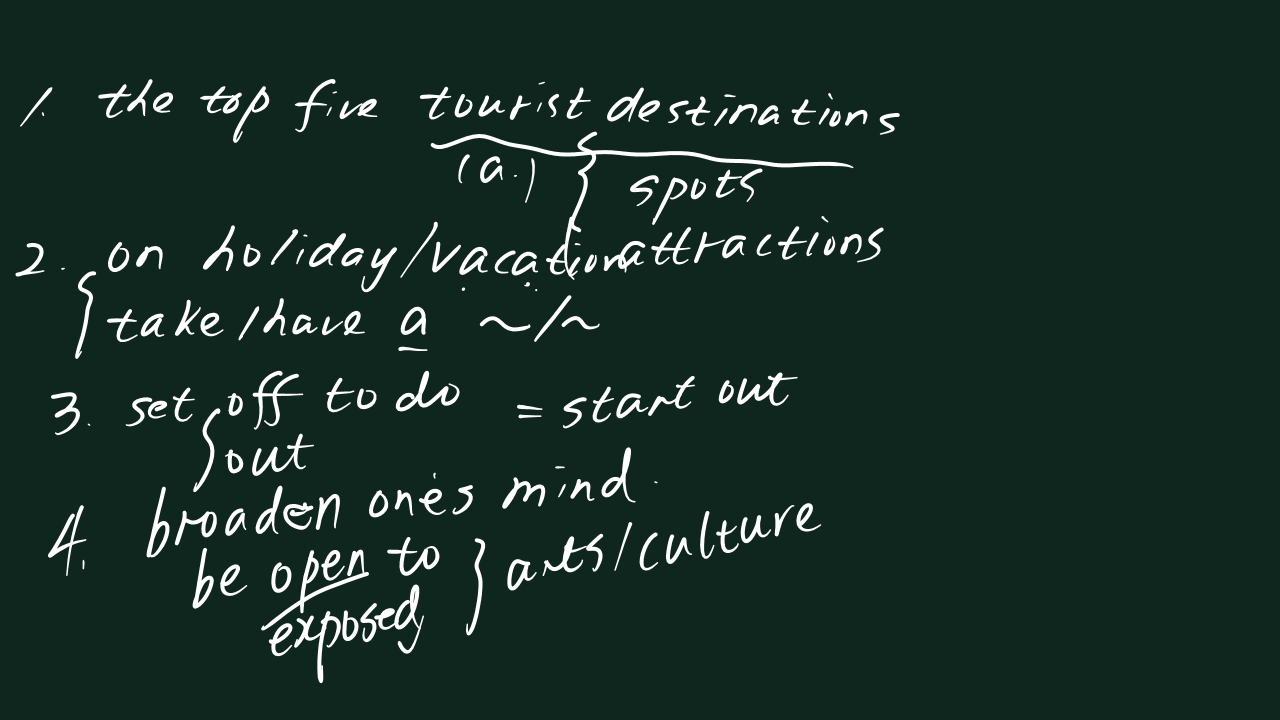 1. the top five tourist destinations
(a.) { spots
2. on holiday/vacation attractions
{ take/have a ~/~
3. set { off to do = start out
out
4. broaden one's mind.
be open to } arts/culture
exposed